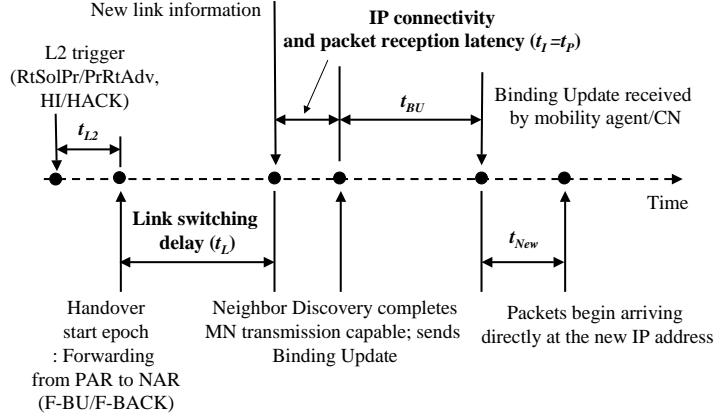 New link information
IP connectivity
and packet reception latency (tI =tP)
L2 trigger
(RtSolPr/PrRtAdv,
HI/HACK)
tL2
tBU
Binding Update received
by mobility agent/CN
Time
Link switching
delay (tL)
tNew
Handover
start epoch
: Forwarding
from PAR to NAR
(F-BU/F-BACK)
Neighbor Discovery completes
MN transmission capable; sends
Binding Update
Packets begin arriving
directly at the new IP address